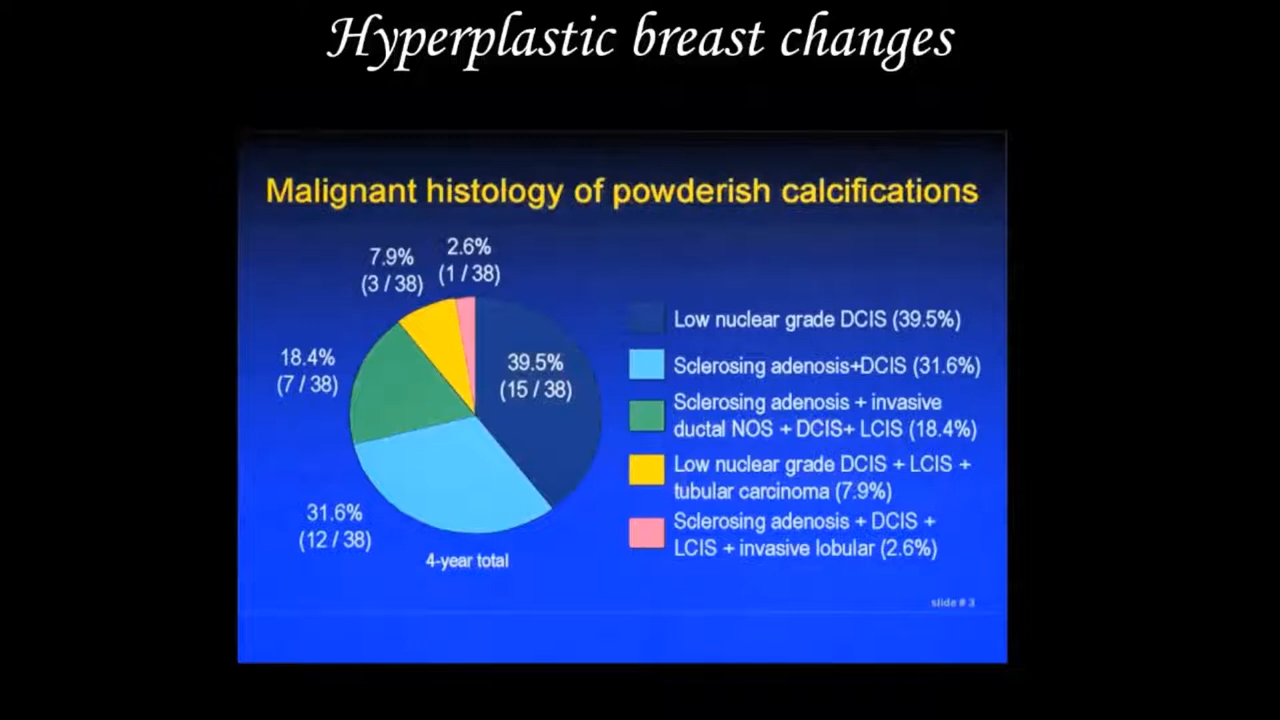 Hyperplastic breast changes
Malignant histology of powderish calcifications
7.9%
(3 / 38)
2.6%
(1 / 38)
18.4%
(7 / 38)
39.5%
(15 / 38)
31.6%
(12 / 38)
4-year total
Low nuclear grade DCIS (39.5%)
Sclerosing adenosis+DCIS (31.6%)
Sclerosing adenosis + invasive
ductal NOS + DCIS+ LCIS (18.4%)
Low nuclear grade DCIS + LCIS +
tubular carcinoma (7.9%)
Sclerosing adenosis + DCIS +
LCIS + invasive lobular (2.6%)
slide # 3